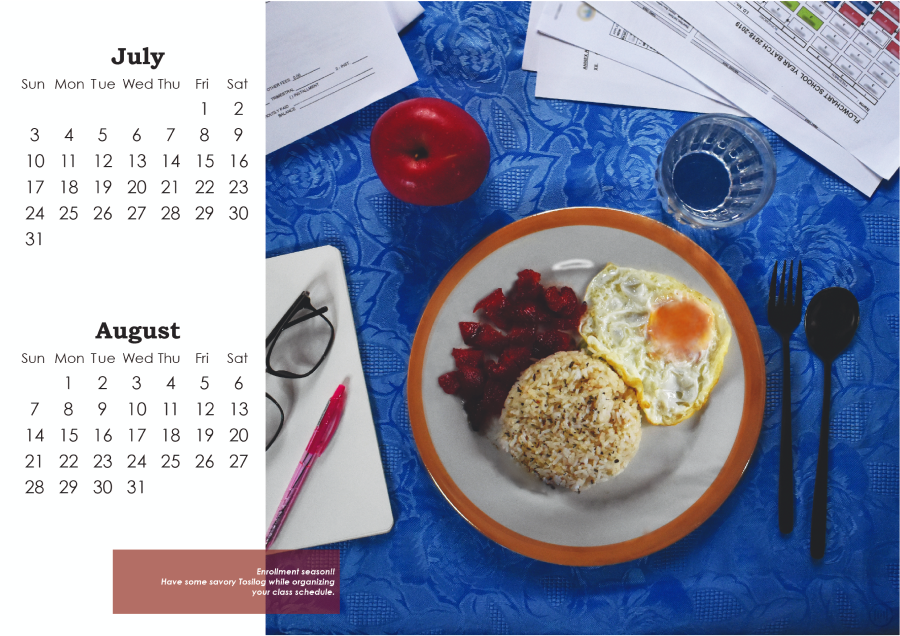 July
Sun Mon Tue Wed Thu Fri Sat
1 2
3 4 5 6 7 8 9
10 11 12 13 14 15 16
17 18 19 20 21 22 23
24 25 26 27 28 29 30
31
August
Sun Mon Tue Wed Thu Fri Sat
1 2 3 4 5 6
7 8 9 10 11 12 13
14 15 16 17 18 19 20
21 22 23 24 25 26 27
28 29 30 31
FLOWCHART SCHOOL YEAR BATCH 2018-2019
Enrollment season!!
Have some savory Tosilog while organizing
your class schedule.